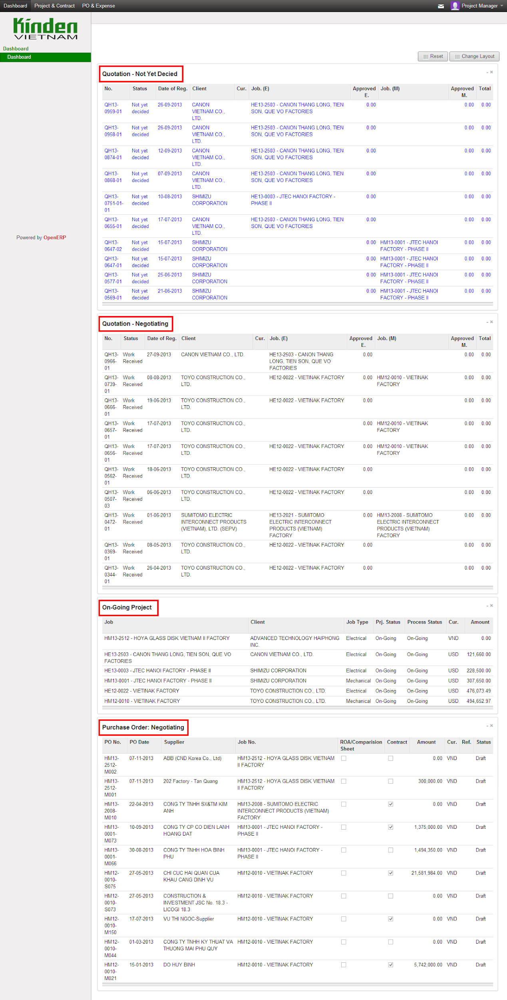 Dashboard Project & Contract PO & Expense Project Manager
Kinden
VIETNAM
Dashboard
Dashboard
Powered by OpenERP
Reset Change Layout
Quotation - Not Yet Decied
No. Status Date of Reg. Client Cur. Job. (E) Approved E. Job. (M) Approved M. Total
QH13-0959-01 Not yet decided 26-09-2013 CANON VIETNAM CO., LTD. HE13-2503 - CANON THANG LONG, TIEN SON, QUE VO FACTORIES 0.00 0.00 0.00
QH13-0958-01 Not yet decided 26-09-2013 CANON VIETNAM CO., LTD. HE13-2503 - CANON THANG LONG, TIEN SON, QUE VO FACTORIES 0.00 0.00 0.00
QH13-0874-01 Not yet decided 12-09-2013 CANON VIETNAM CO., LTD. HE13-2503 - CANON THANG LONG, TIEN SON, QUE VO FACTORIES 0.00 0.00 0.00
QH13-0868-01 Not yet decided 07-09-2013 CANON VIETNAM CO., LTD. HE13-2503 - CANON THANG LONG, TIEN SON, QUE VO FACTORIES 0.00 0.00 0.00
QH13-0751-01-01 Not yet decided 10-08-2013 SHIMIZU CORPORATION HE13-0003 - JTEC HANOI FACTORY - PHASE II 0.00 0.00 0.00
QH13-0655-01 Not yet decided 17-07-2013 CANON VIETNAM CO., LTD. HE13-2503 - CANON THANG LONG, TIEN SON, QUE VO FACTORIES 0.00 0.00 0.00
QH13-0647-02 Not yet decided 15-07-2013 SHIMIZU CORPORATION 0.00 HM13-0001 - JTEC HANOI FACTORY - PHASE II 0.00 0.00
QH13-0647-01 Not yet decided 15-07-2013 SHIMIZU CORPORATION 0.00 HM13-0001 - JTEC HANOI FACTORY - PHASE II 0.00 0.00
QH13-0577-01 Not yet decided 25-06-2013 SHIMIZU CORPORATION 0.00 HM13-0001 - JTEC HANOI FACTORY - PHASE II 0.00 0.00
QH13-0569-01 Not yet decided 21-06-2013 SHIMIZU CORPORATION 0.00 HM13-0001 - JTEC HANOI FACTORY - PHASE II 0.00 0.00
Quotation - Negotiating
No. Status Date of Reg. Client Cur. Job. (E) Approved E. Job. (M) Approved M. Total
QH13-0966-01 Work Received 27-09-2013 CANON VIETNAM CO., LTD. HE13-2503 - CANON THANG LONG, TIEN SON, QUE VO FACTORIES 0.00 0.00 0.00
QH13-0739-01 Work Received 08-08-2013 TOYO CONSTRUCTION CO., LTD. HE12-0022 - VIETINAK FACTORY 0.00 HM12-0010 - VIETINAK FACTORY 0.00 0.00
QH13-0666-01 Work Received 19-06-2013 TOYO CONSTRUCTION CO., LTD. HE12-0022 - VIETINAK FACTORY 0.00 0.00 0.00
QH13-0657-01 Work Received 17-07-2013 TOYO CONSTRUCTION CO., LTD. 0.00 HM12-0010 - VIETINAK FACTORY 0.00 0.00
QH13-0656-01 Work Received 17-07-2013 TOYO CONSTRUCTION CO., LTD. HE12-0022 - VIETINAK FACTORY 0.00 HM12-0010 - VIETINAK FACTORY 0.00 0.00
QH13-0562-01 Work Received 18-06-2013 TOYO CONSTRUCTION CO., LTD. HE12-0022 - VIETINAK FACTORY 0.00 0.00 0.00
QH13-0507-03 Work Received 06-06-2013 TOYO CONSTRUCTION CO., LTD. HE12-0022 - VIETINAK FACTORY 0.00 0.00 0.00
QH13-0472-01 Work Received 01-06-2013 SUMITOMO ELECTRIC INTERCONNECT PRODUCTS (VIETNAM), LTD. (SEPV) HE13-2021 - SUMITOMO ELECTRIC INTERCONNECT PRODUCTS (VIETNAM) FACTORY 0.00 HM13-2008 - SUMITOMO ELECTRIC INTERCONNECT PRODUCTS (VIETNAM) FACTORY 0.00 0.00
QH13-0369-01 Work Received 08-05-2013 TOYO CONSTRUCTION CO., LTD. HE12-0022 - VIETINAK FACTORY 0.00 0.00 0.00
QH13-0344-01 Work Received 26-04-2013 TOYO CONSTRUCTION CO., LTD. HE12-0022 - VIETINAK FACTORY 0.00 0.00 0.00
On-Going Project
Job Client Job Type Prj. Status Process Status Cur. Amount
HM13-2512 - HOYA GLASS DISK VIETNAM II FACTORY ADVANCED TECHNOLOGY HAIPHONG INC. Electrical On-Going On-Going VND 0.00
HE13-2503 - CANON THANG LONG, TIEN SON, QUE VO FACTORIES CANON VIETNAM CO., LTD. Electrical On-Going On-Going USD 121,660.00
HE13-0003 - JTEC HANOI FACTORY - PHASE II SHIMIZU CORPORATION Electrical On-Going On-Going USD 228,500.00
HM13-0001 - JTEC HANOI FACTORY - PHASE II SHIMIZU CORPORATION Mechanical On-Going On-Going USD 307,650.00
HE12-0022 - VIETINAK FACTORY TOYO CONSTRUCTION CO., LTD. Electrical On-Going On-Going USD 476,073.49
HM12-0010 - VIETINAK FACTORY TOYO CONSTRUCTION CO., LTD. Mechanical On-Going On-Going USD 494,652.97
Purchase Order: Negotiating
PO No. PO Date Supplier Job No. ROA/Comparision Sheet Contract Amount Cur. Ref. Status
HM13-2512-M002 07-11-2013 ABB (CND Korea Co., Ltd) HM13-2512 - HOYA GLASS DISK VIETNAM II FACTORY 0.00 VND Draft
HM13-2512-M001 07-11-2013 202 Factory - Tan Quang HM13-2512 - HOYA GLASS DISK VIETNAM II FACTORY 300,000.00 VND Draft
HM13-2008-M010 22-04-2013 CONG TY TNHH SX&TM KIM ANH HM13-2008 - SUMITOMO ELECTRIC INTERCONNECT PRODUCTS (VIETNAM) FACTORY 0.00 VND Draft
HM13-0001-M073 10-09-2013 CONG TY CP CO DIEN LANH HOANG DAT HM13-0001 - JTEC HANOI FACTORY - PHASE II 1,375,000.00 VND Draft
HM13-0001-M066 30-08-2013 CONG TY TNHH HOA BINH PHU HM13-0001 - JTEC HANOI FACTORY - PHASE II 1,494,350.00 VND Draft
HM12-0010-S075 27-05-2013 CHI CUC HAI QUAN CUA KHAU CANG DINH VU HM12-0010 - VIETINAK FACTORY 21,581,984.00 VND Draft
HM12-0010-S073 27-05-2013 CONSTRUCTION & INVESTMENT JSC No. 18.3 - LICOGI 18.3 HM12-0010 - VIETINAK FACTORY 0.00 VND Draft
HM12-0010-M150 17-07-2013 VU THI NGOC-Supplier HM12-0010 - VIETINAK FACTORY 0.00 VND Draft
HM12-0010-M044 01-03-2013 CONG TY TNHH KY THUAT VA THUONG MAI PHU QUY HM12-0010 - VIETINAK FACTORY 0.00 VND Draft
HM12-0010-M021 15-01-2013 DO HUY BINH HM12-0010 - VIETINAK FACTORY 5,742,000.00 VND Draft